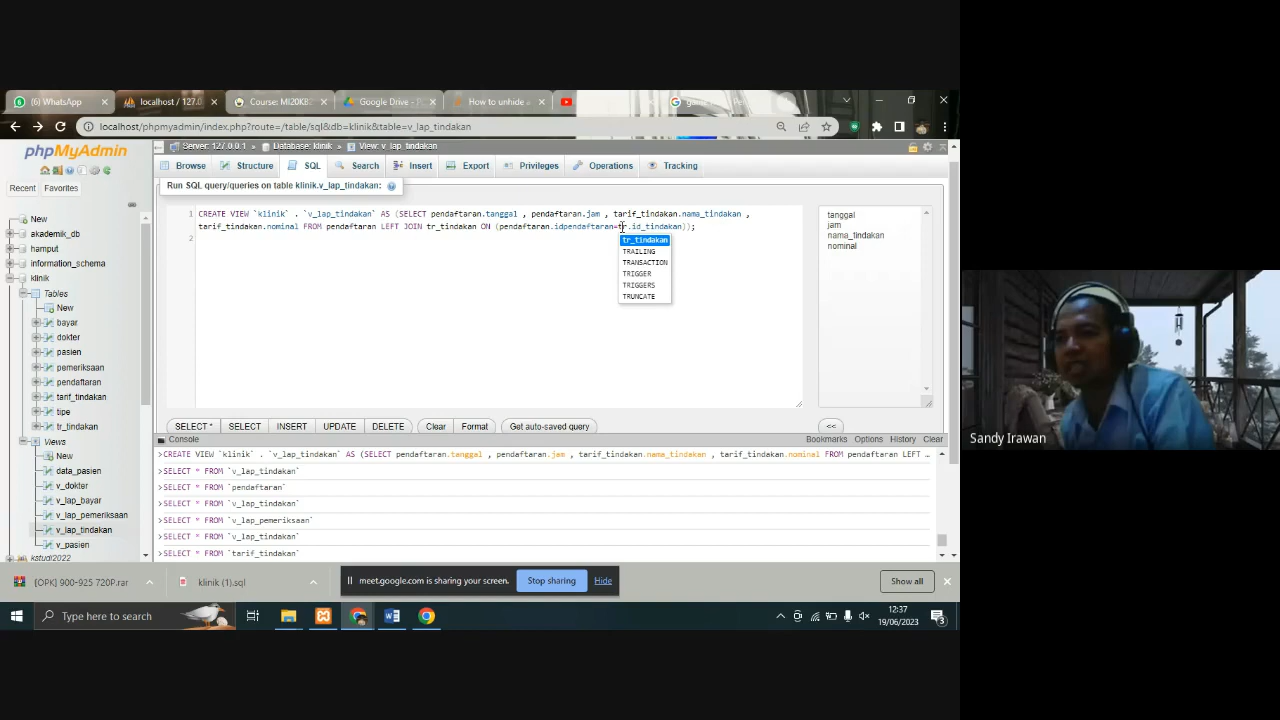 (6) WhatsApp
localhost / 127.0
Course: MI20KB
Google Drive - P
How to unhide
localhost/phpmyadmin/index.php?route=/table/sql&db=klinik&table=v_lap_tindakan
phpMyAdmin
Recent
Favorites
New
akademik_db
hamput
information_schema
klinik
Tables
New
bayar
dokter
pasien
pemeriksaan
pendaftaran
tarif_tindakan
tipe
tr_tindakan
Views
New
data_pasien
v_dokter
v_lap_bayar
v_lap_pemeriksaan
v_lap_tindakan
v_pasien
kstudi2022
Server: 127.0.0.1 » Database: klinik » View: v_lap_tindakan
Browse
Structure
SQL
Search
Insert
Export
Privileges
Operations
Tracking
Run SQL query/queries on table klinik.v_lap_tindakan:
1 CREATE VIEW `klinik` . `v_lap_tindakan` AS (SELECT pendaftaran.tanggal , pendaftaran.jam , tarif_tindakan.nama_tindakan ,
tarif_tindakan.nominal FROM pendaftaran LEFT JOIN tr_tindakan ON (pendaftaran.idpendaftaran=tr.id_tindakan));
2
tr_tindakan
TRAILING
TRANSACTION
TRIGGER
TRIGGERS
TRUNCATE
tanggal
jam
nama_tindakan
nominal
SELECT *
SELECT
INSERT
UPDATE
DELETE
Clear
Format
Get auto-saved query
<<
Console
Bookmarks
Options
History
Clear
>CREATE VIEW `klinik` . `v_lap_tindakan` AS (SELECT pendaftaran.tanggal , pendaftaran.jam , tarif_tindakan.nama_tindakan , tarif_tindakan.nominal FROM pendaftaran LEFT ...
>SELECT * FROM `v_lap_tindakan`
>SELECT * FROM `pendaftaran`
>SELECT * FROM `v_lap_tindakan`
>SELECT * FROM `v_lap_pemeriksaan`
>SELECT * FROM `v_lap_tindakan`
>SELECT * FROM `tarif_tindakan`
[OPK] 900-925 720P.rar
klinik (1).sql
meet.google.com is sharing your screen.
Stop sharing
Hide
Show all
Type here to search
12:37
19/06/2023
3
Sandy Irawan